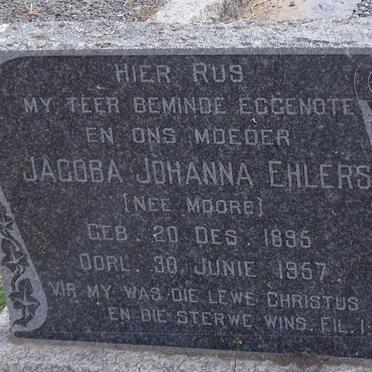 HIER RUS
MY TEER BEMINDE EGGENOTE
EN ONS MOEDER
JACOBA JOHANNA EHLERS
(NEE MOORE)
GEB. 20 DES. 1895
OORL. 30 JUNIE 1957.
VIR MY WAS DIE LEWE CHRISTUS
EN DIE STERWE WINS. FIL. 1: